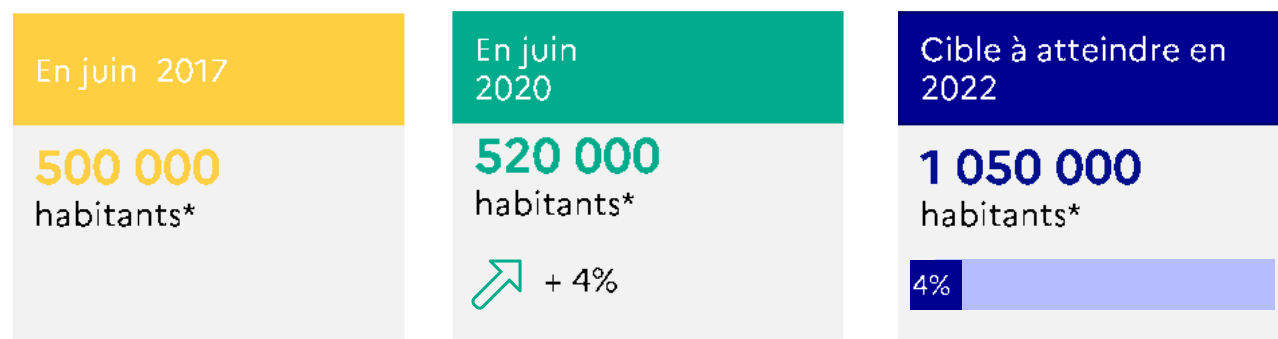 En juin 2017
500 000
habitants*
En juin
2020
520 000
habitants*
+ 4%
Cible à atteindre en
2022
1 050 000
habitants*
4%